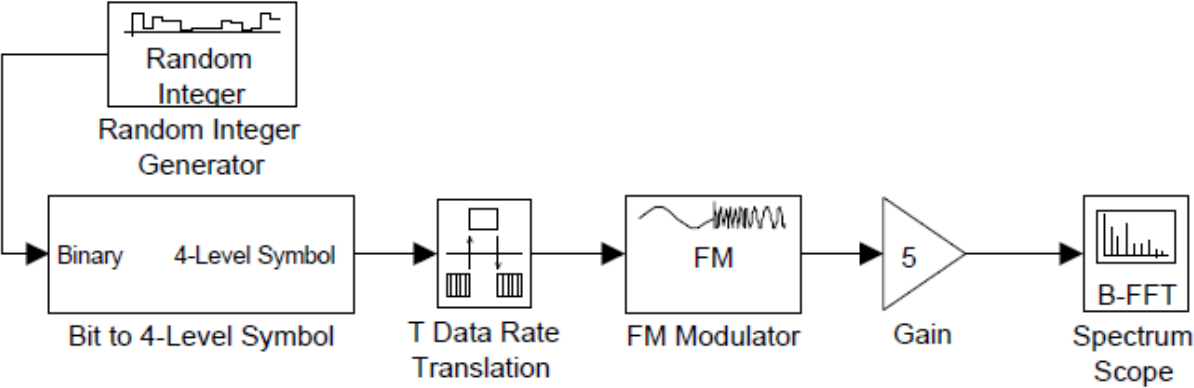 Random
Integer
Random Integer
Generator
Binary 4-Level Symbol
Bit to 4-Level Symbol
T Data Rate
Translation
FM
FM Modulator
5
Gain
B-FFT
Spectrum
Scope